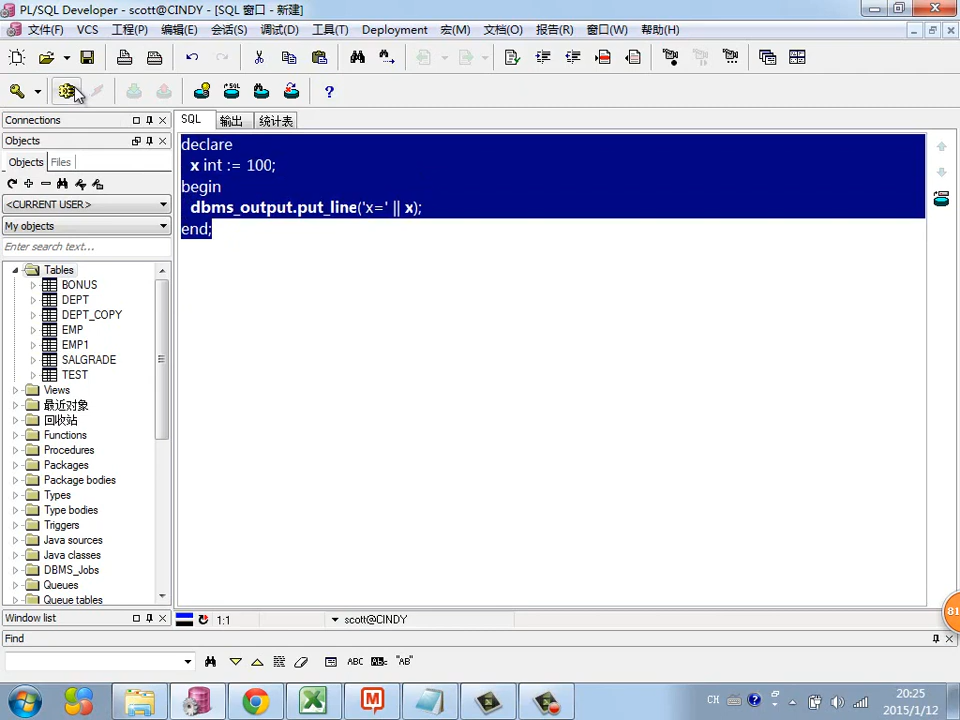 PL/SQL Developer - scott@CINDY - [SQL 窗口 - 新建]
文件(F) VCS 工程(P) 编辑(E) 会话(S) 调试(D) 工具(T) Deployment 宏(M) 文档(O) 报告(R) 窗口(W) 帮助(H)
Connections
SQL 输出 统计表
Objects
Objects Files
<CURRENT USER>
My objects
Enter search text...
Tables
BONUS
DEPT
DEPT_COPY
EMP
EMP1
SALGRADE
TEST
Views
最近对象
回收站
Functions
Procedures
Packages
Package bodies
Types
Type bodies
Triggers
Java sources
Java classes
DBMS_Jobs
Queues
Queue tables
declare
x int := 100;
begin
dbms_output.put_line('x=' || x);
end;
81
Window list
1:1 scott@CINDY
Find
ABC ABc "AB"
CH
20:25
2015/1/12